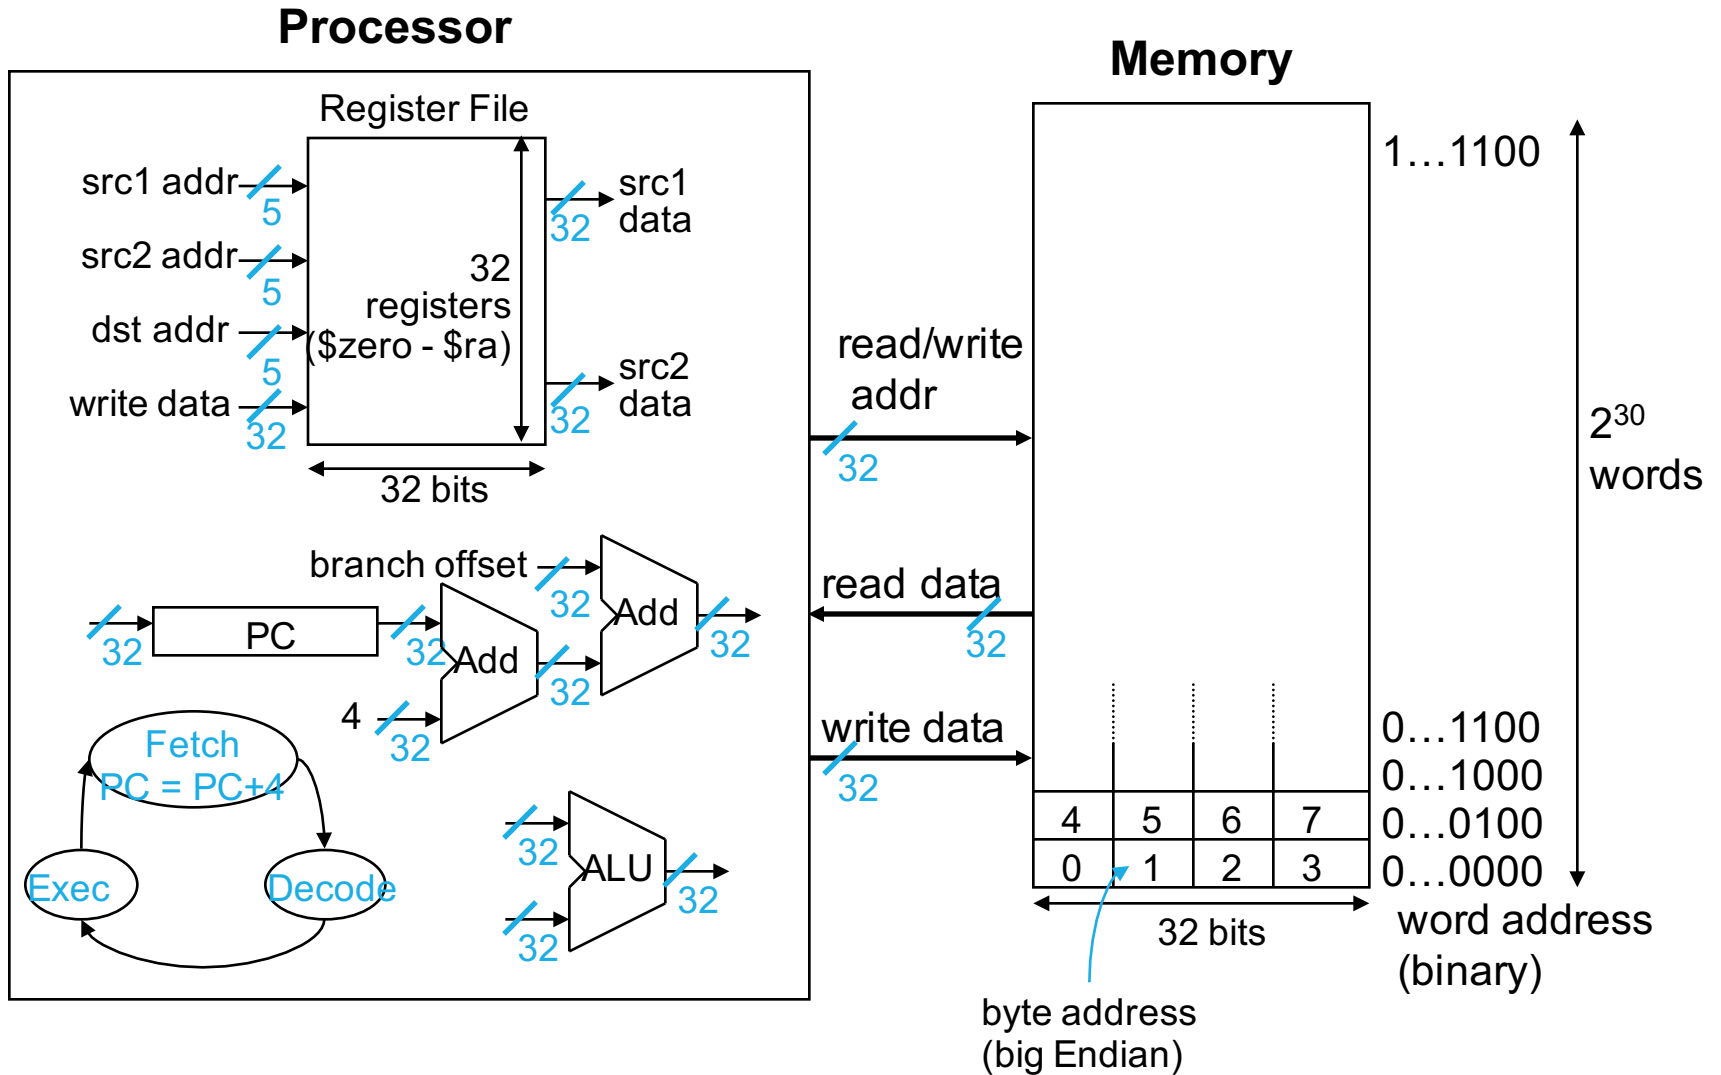 Processor
Memory
Register File
src1 addr
5
src2 addr
5
dst addr
5
write data
32
32
registers
($zero - $ra)
32 bits
src1
data
32
src2
data
32
read/write
addr
32
read data
32
write data
32
branch offset
32
Add
32
32
PC
32
Add
32
4
32
Fetch
PC = PC+4
Exec
Decode
32
ALU
32
32
1…1100
2³⁰
words
0…1100
0…1000
4 5 6 7 0…0100
0 1 2 3 0…0000
32 bits
word address
(binary)
byte address
(big Endian)